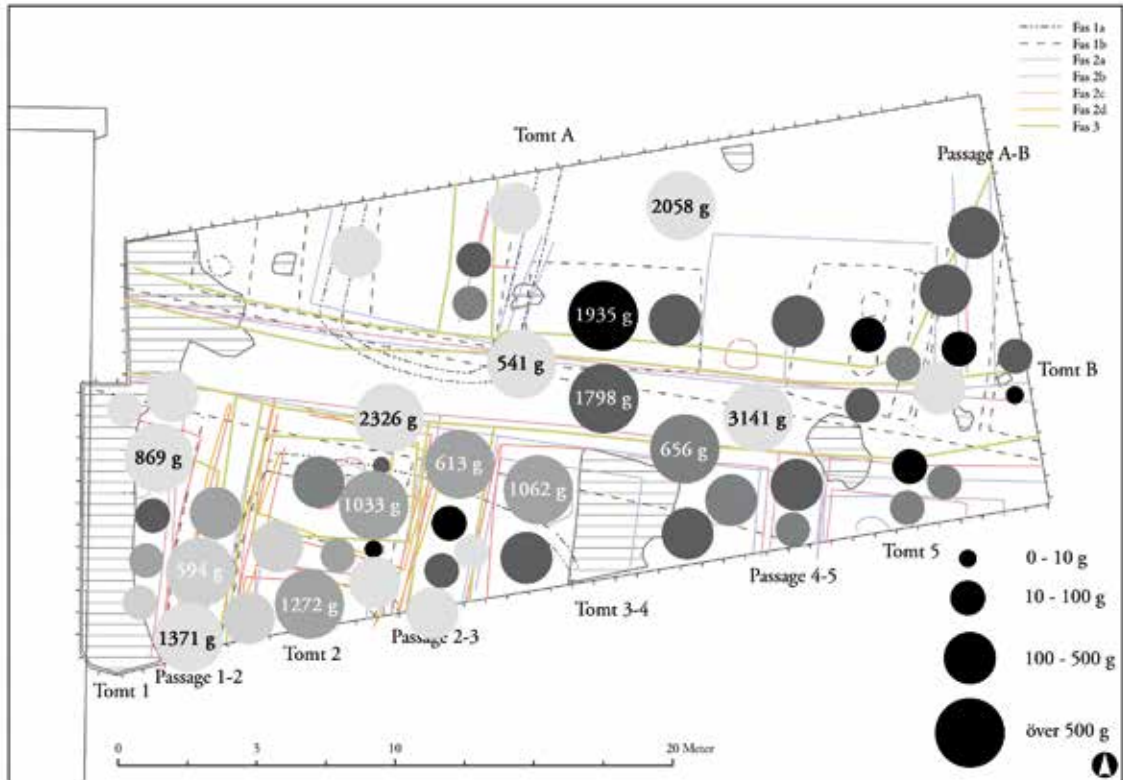 Fas 1a
Fas 1b
Fas 2a
Fas 2b
Fas 2c
Fas 2d
Fas 3
Tomt A
Passage A-B
2058 g
1935 g
541 g
1798 g
2326 g
3141 g
Tomt B
869 g
613 g
656 g
1033 g
1062 g
594 g
1272 g
1371 g
Tomt 5
Passage 4-5
Tomt 3-4
Passage 2-3
Tomt 2
Passage 1-2
Tomt 1
0 - 10 g
10 - 100 g
100 - 500 g
över 500 g
0 3 10 20 Meter